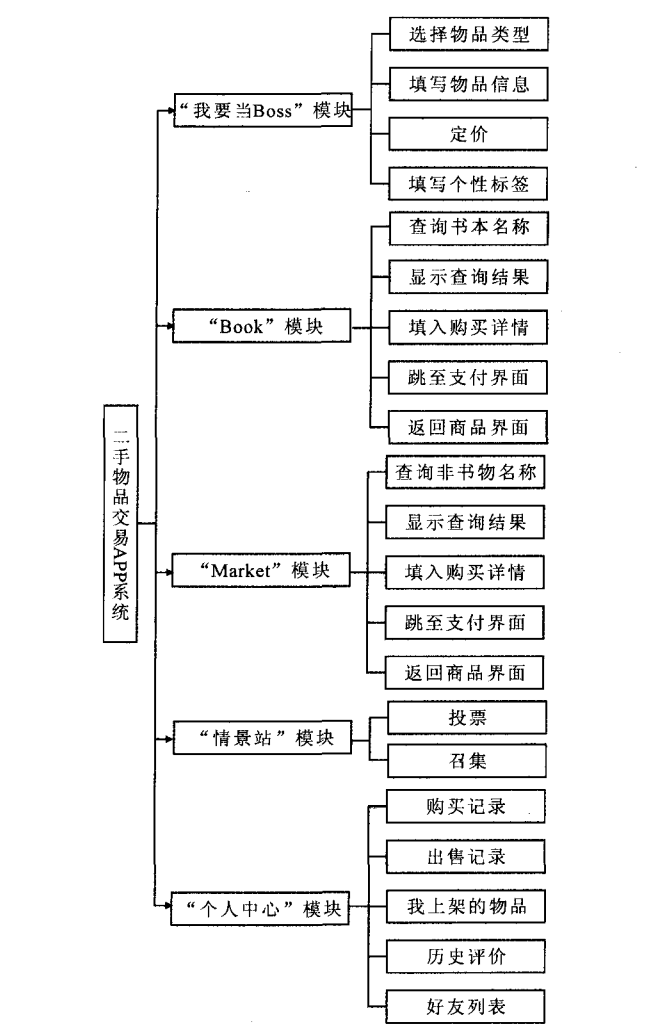 二手物品交易APP系统
“我要当Boss”模块
选择物品类型
填写物品信息
定价
填写个性标签
“Book”模块
查询书本名称
显示查询结果
填入购买详情
跳至支付界面
返回商品界面
“Market”模块
查询非书物名称
显示查询结果
填入购买详情
跳至支付界面
返回商品界面
“情景站”模块
投票
召集
“个人中心”模块
购买记录
出售记录
我上架的物品
历史评价
好友列表